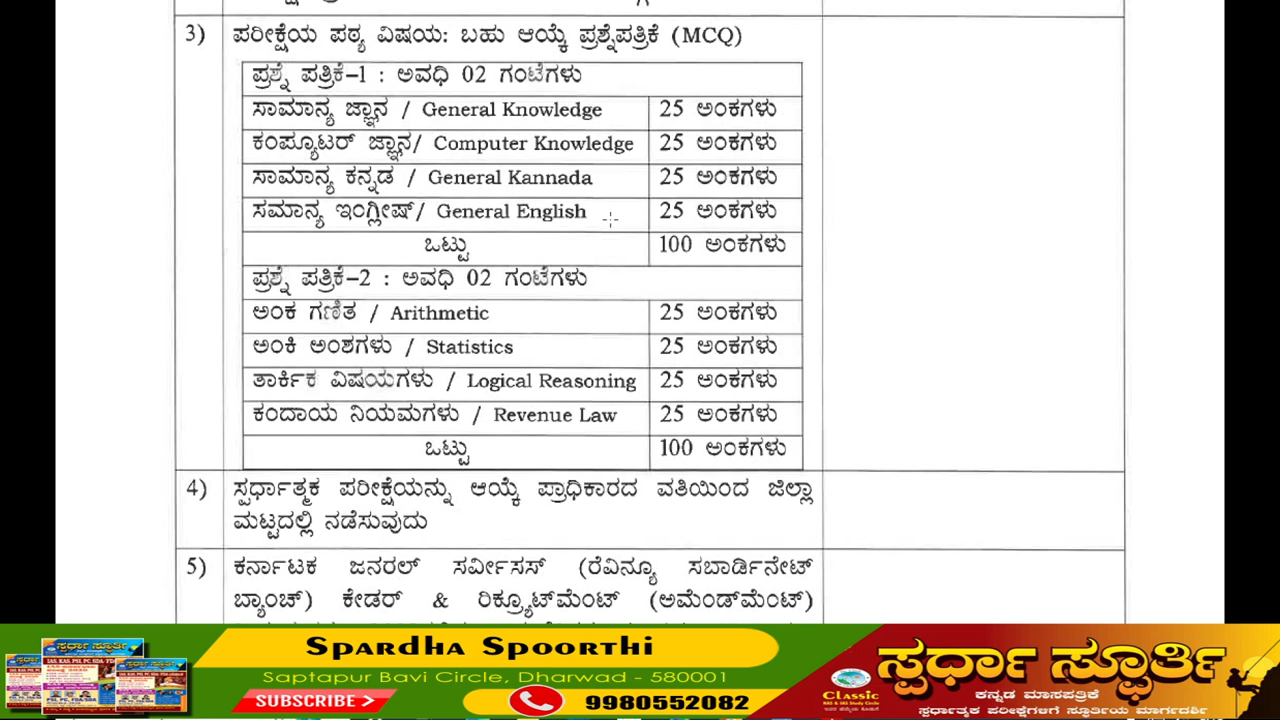 3) ಪರೀಕ್ಷೆಯ ಪಠ್ಯ ವಿಷಯ: ಬಹು ಆಯ್ಕೆ ಪ್ರಶ್ನೆಪತ್ರಿಕೆ (MCQ)
ಪ್ರಶ್ನೆ ಪತ್ರಿಕೆ-1 : ಅವಧಿ 02 ಗಂಟೆಗಳು
ಸಾಮಾನ್ಯ ಜ್ಞಾನ / General Knowledge 25 ಅಂಕಗಳು
ಕಂಪ್ಯೂಟರ್ ಜ್ಞಾನ/ Computer Knowledge 25 ಅಂಕಗಳು
ಸಾಮಾನ್ಯ ಕನ್ನಡ / General Kannada 25 ಅಂಕಗಳು
ಸಮಾನ್ಯ ಇಂಗ್ಲೀಷ್/ General English 25 ಅಂಕಗಳು
ಒಟ್ಟು 100 ಅಂಕಗಳು
ಪ್ರಶ್ನೆ ಪತ್ರಿಕೆ-2 : ಅವಧಿ 02 ಗಂಟೆಗಳು
ಅಂಕ ಗಣಿತ / Arithmetic 25 ಅಂಕಗಳು
ಅಂಕಿ ಅಂಶಗಳು / Statistics 25 ಅಂಕಗಳು
ತಾರ್ಕಿಕ ವಿಷಯಗಳು / Logical Reasoning 25 ಅಂಕಗಳು
ಕಂದಾಯ ನಿಯಮಗಳು / Revenue Law 25 ಅಂಕಗಳು
ಒಟ್ಟು 100 ಅಂಕಗಳು
4) ಸ್ಪರ್ಧಾತ್ಮಕ ಪರೀಕ್ಷೆಯನ್ನು ಆಯ್ಕೆ ಪ್ರಾಧಿಕಾರದ ವತಿಯಿಂದ ಜಿಲ್ಲಾ
ಮಟ್ಟದಲ್ಲಿ ನಡೆಸುವುದು
5) ಕರ್ನಾಟಕ ಜನರಲ್ ಸರ್ವೀಸಸ್ (ರೆವಿನ್ಯೂ ಸಬಾರ್ಡಿನೇಟ್
ಬ್ಯಾಂಚ್) ಕೇಡರ್ & ರಿಕ್ರ್ಯೂಟ್‌ಮೆಂಟ್ (ಅಮೆಂಡ್‌ಮೆಂಟ್)
Spardha Spoorthi
Saptapur Bavi Circle, Dharwad - 580001
SUBSCRIBE
9980552082
ಸ್ಪರ್ಧಾ ಸ್ಫೂರ್ತಿ
Classic
ಕನ್ನಡ ಮಾಸಪತ್ರಿಕೆ
ಸ್ಪರ್ಧಾತ್ಮಕ ಪರೀಕ್ಷೆಗಳಿಗೆ ಸ್ಫೂರ್ತಿಯ ಮಾರ್ಗದರ್ಶಿ